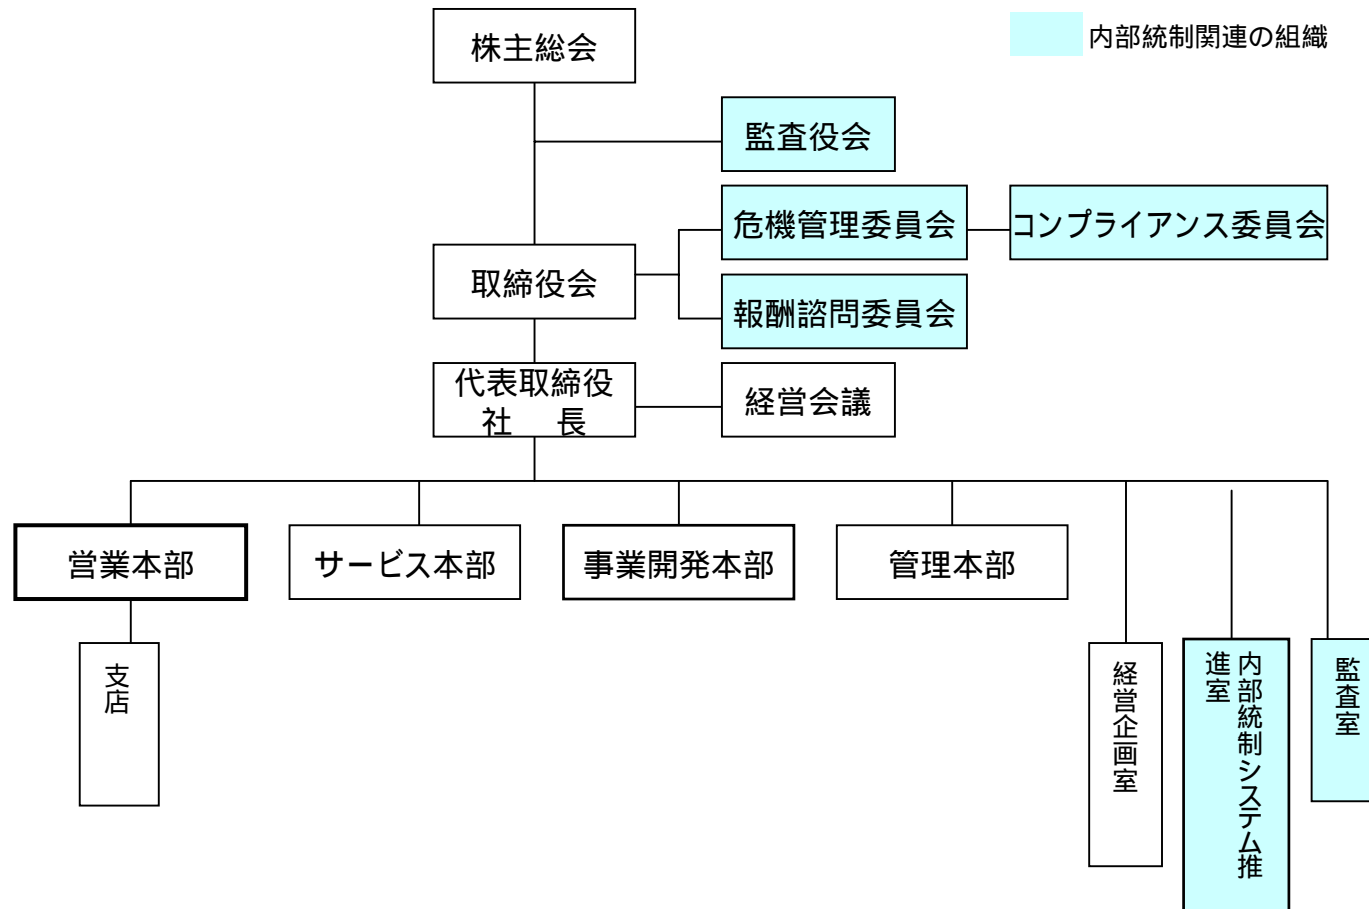 株主総会
内部統制関連の組織
監査役会
危機管理委員会
コンプライアンス委員会
取締役会
報酬諮問委員会
代表取締役
社　長
経営会議
営業本部
サービス本部
事業開発本部
管理本部
支店
経営企画室
内部統制システム推
進室
監査室